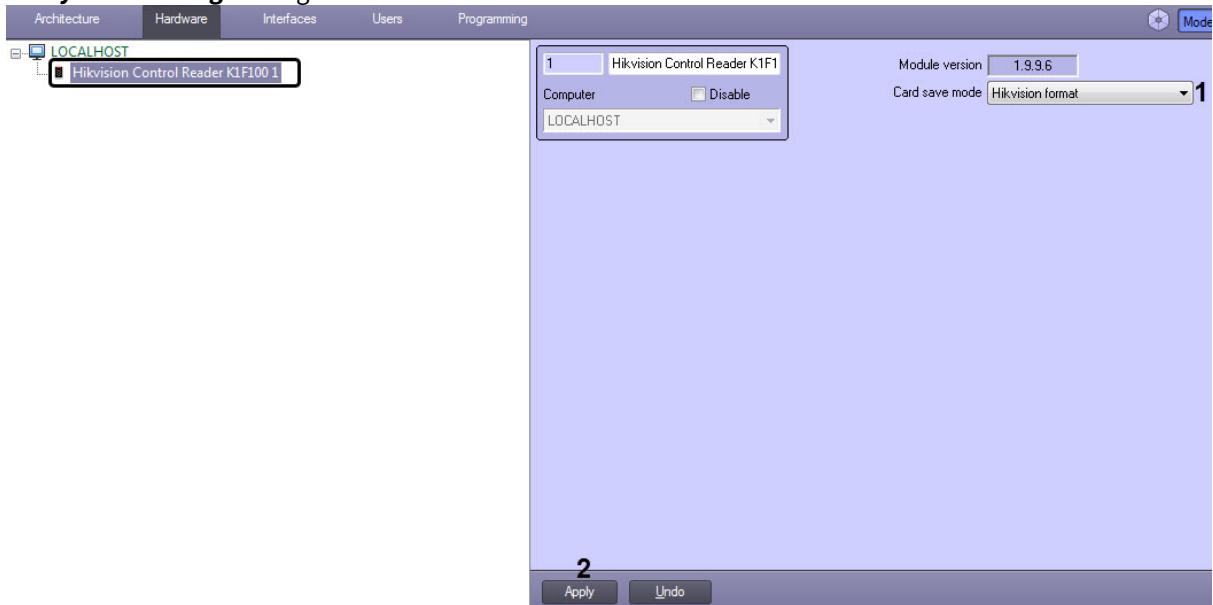 Architecture Hardware Interfaces Users Programming Mode
LOCALHOST
Hikvision Control Reader K1F100 1
1 Hikvision Control Reader K1F1
Computer Disable
LOCALHOST
Module version 1.9.9.6
Card save mode Hikvision format 1
2
Apply Undo